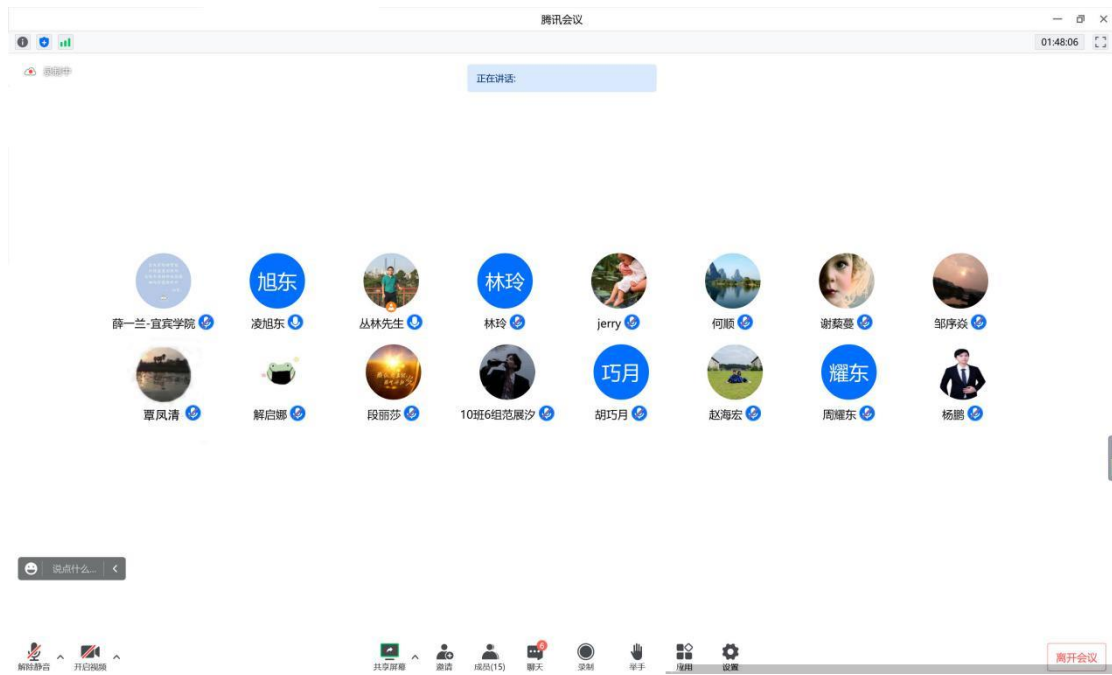 腾讯会议
01:48:06
录制中
正在讲话:
旭东
林玲
薛一兰-宜宾学院
凌旭东
丛林先生
林玲
jerry
何顺
谢蔡蔓
邹序焱
巧月
耀东
覃凤清
解启娜
段丽莎
10班6组范展汐
胡巧月
赵海宏
周耀东
杨鹏
说点什么...
6
解除静音
开启视频
共享屏幕
邀请
成员(15)
聊天
录制
举手
应用
设置
离开会议